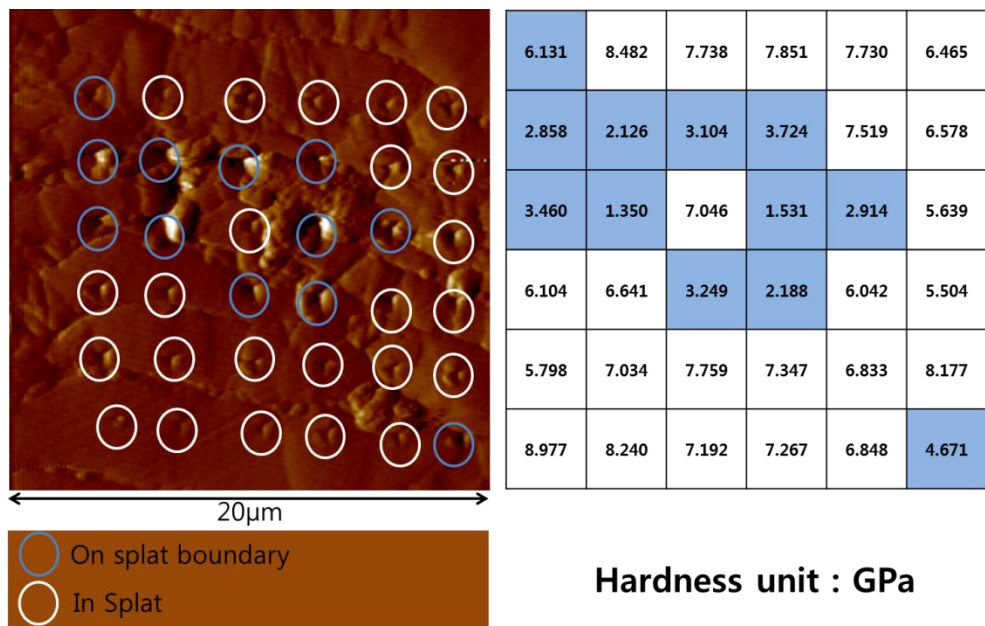 6.131 8.482 7.738 7.851 7.730 6.465
2.858 2.126 3.104 3.724 7.519 6.578
3.460 1.350 7.046 1.531 2.914 5.639
6.104 6.641 3.249 2.188 6.042 5.504
5.798 7.034 7.759 7.347 6.833 8.177
8.977 8.240 7.192 7.267 6.848 4.671
20μm
On splat boundary
In Splat
Hardness unit : GPa